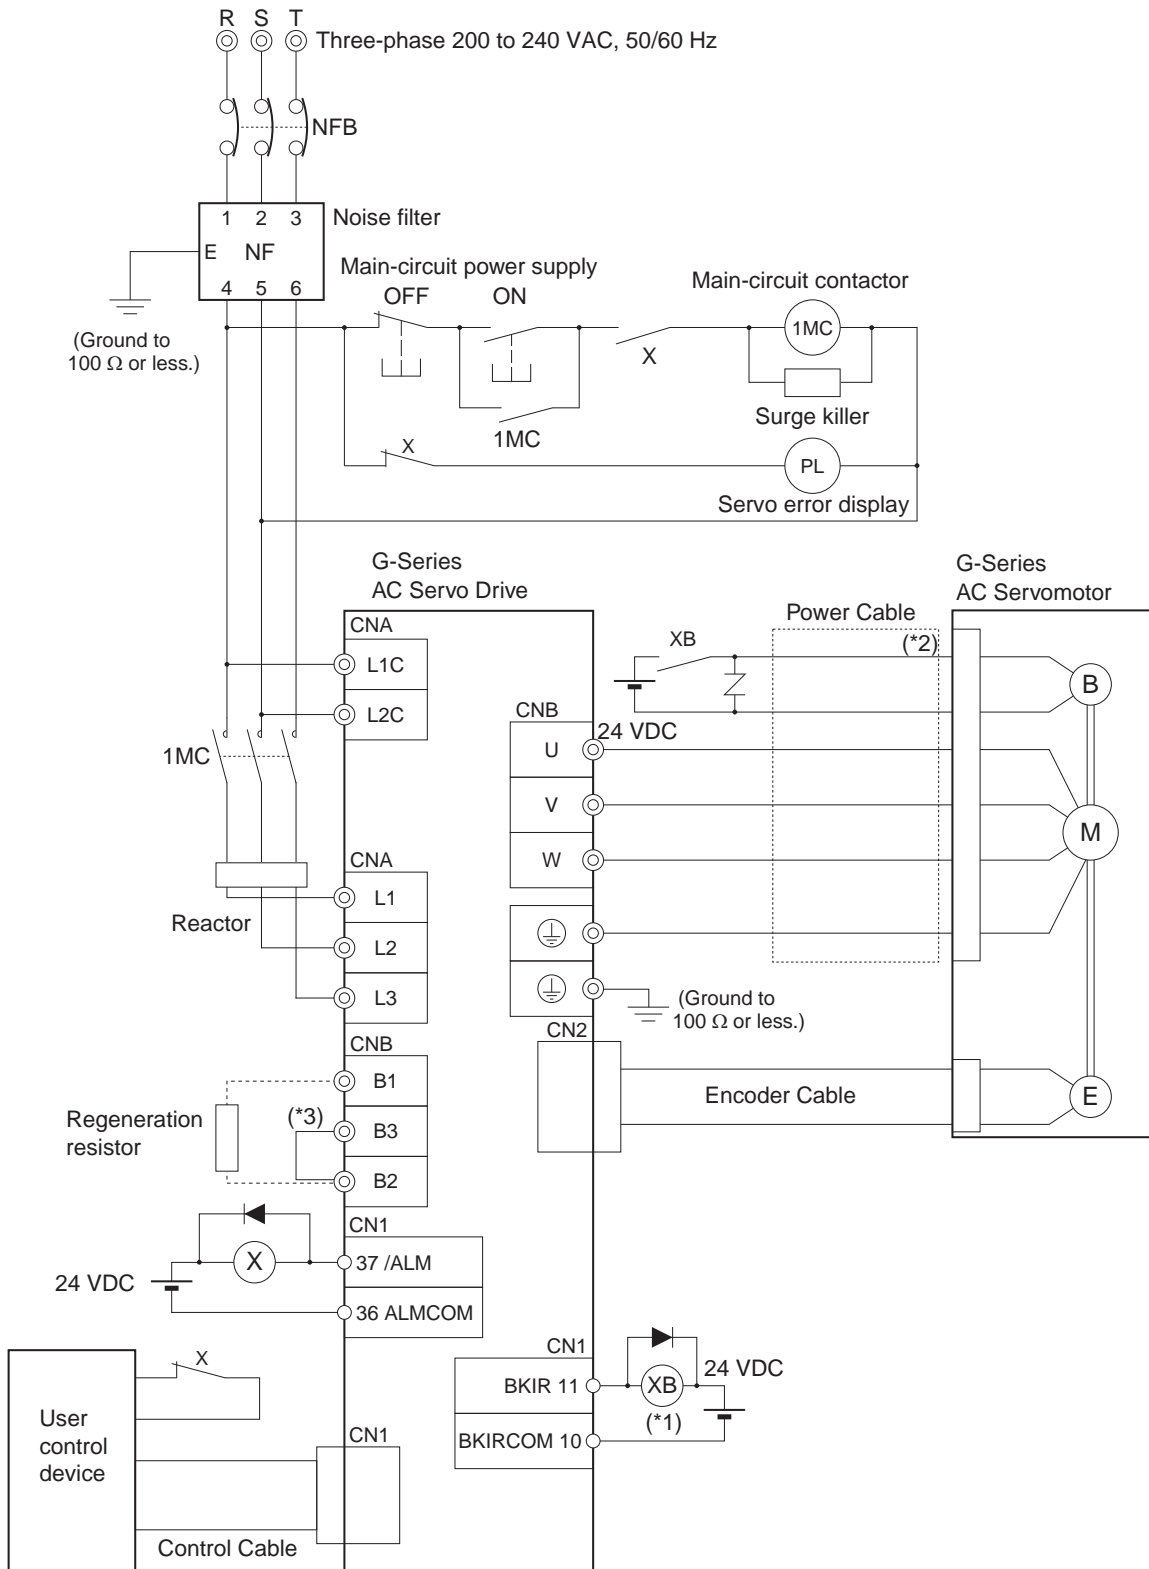 R S T
Three-phase 200 to 240 VAC, 50/60 Hz
NFB
1 2 3
Noise filter
E NF
4 5 6
(Ground to
100 Ω or less.)
Main-circuit power supply
OFF ON
Main-circuit contactor
1MC
X
Surge killer
1MC
X
PL
Servo error display
G-Series
AC Servo Drive
G-Series
AC Servomotor
CNA
L1C
L2C
XB
Power Cable
(*2)
B
CNB
24 VDC
U
V
W
M
1MC
Reactor
CNA
L1
L2
L3
(Ground to
100 Ω or less.)
CN2
Encoder Cable
E
CNB
B1
B3
B2
(*3)
Regeneration
resistor
CN1
X
37 /ALM
24 VDC
36 ALMCOM
CN1
BKIR 11
XB
24 VDC
(*1)
BKIRCOM 10
X
User
control
device
CN1
Control Cable